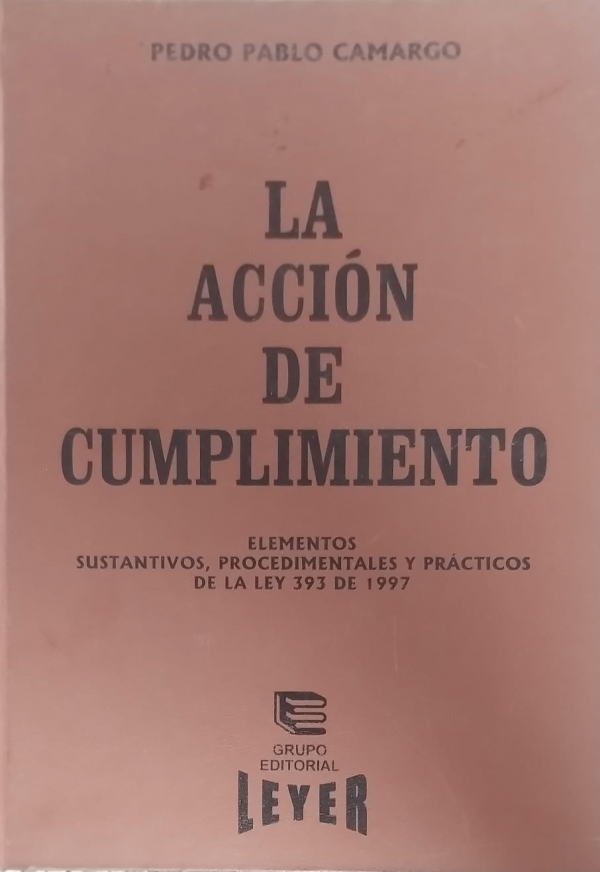 PEDRO PABLO CAMARGO
LA
ACCIÓN
DE
CUMPLIMIENTO
ELEMENTOS
SUSTANTIVOS, PROCEDIMENTALES Y PRÁCTICOS
DE LA LEY 393 DE 1997
GRUPO
EDITORIAL
LEYER